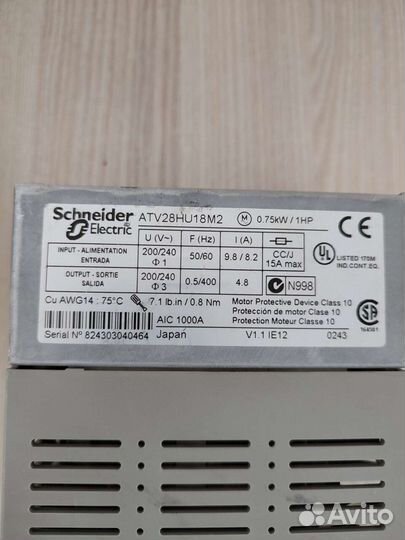 Schneider Electric ATV28HU18M2 M 0.75kW / 1HP CE
U (V~) F (Hz) I (A)
INPUT - ALIMENTATION ENTRADA 200/240 Φ 1 50/60 9.8 / 8.2 CC/J 15A max
UL LISTED 170M IND.CONT.EQ.
OUTPUT - SORTIE SALIDA 200/240 Φ 3 0.5/400 4.8 N998
Cu AWG14 : 75°C 7.1 lb.in / 0.8 Nm Motor Protective Device Class 10
Protección de motor Clase 10
AIC 1000A Protection Moteur Classe 10
SA 164581
Serial N° 824303040464 Japan V1.1 IE12 0243
Avito